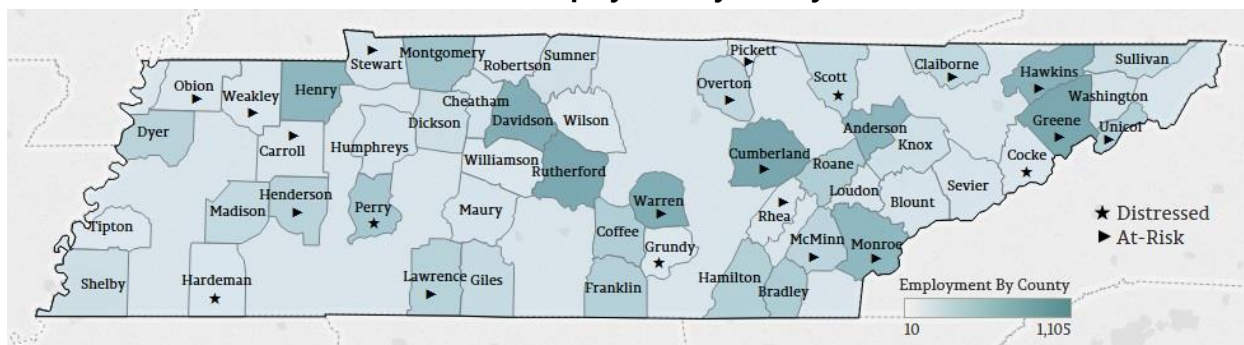 Pickett
Stewart
Montgomery
Robertson
Sumner
Obion
Weakley
Henry
Overton
Scott
Claiborne
Hawkins
Sullivan
Washington
Dyer
Carroll
Humphreys
Dickson
Cheatham
Davidson
Wilson
Cumberland
Anderson
Knox
Greene
Unicoi
Cocke
Williamson
Rutherford
Roane
Loudon
Sevier
Blount
Tipton
Madison
Henderson
Perry
Maury
Warren
Rhea
Coffee
Grundy
McMinn
Monroe
Distressed
At-Risk
Shelby
Hardeman
Lawrence
Giles
Franklin
Hamilton
Bradley
Employment By County
10 1,105